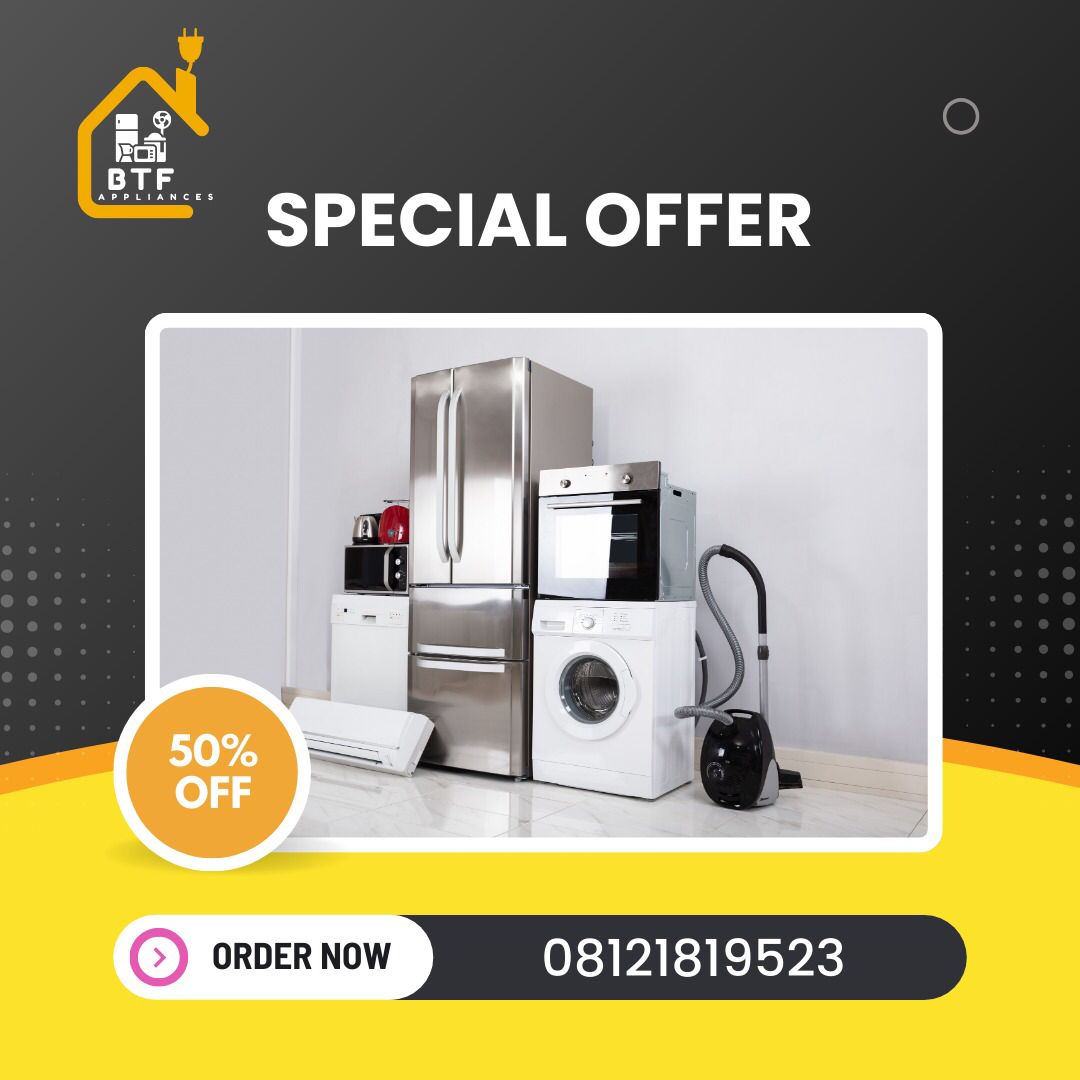 BTF
APPLIANCES
SPECIAL OFFER
50%
OFF
ORDER NOW
08121819523